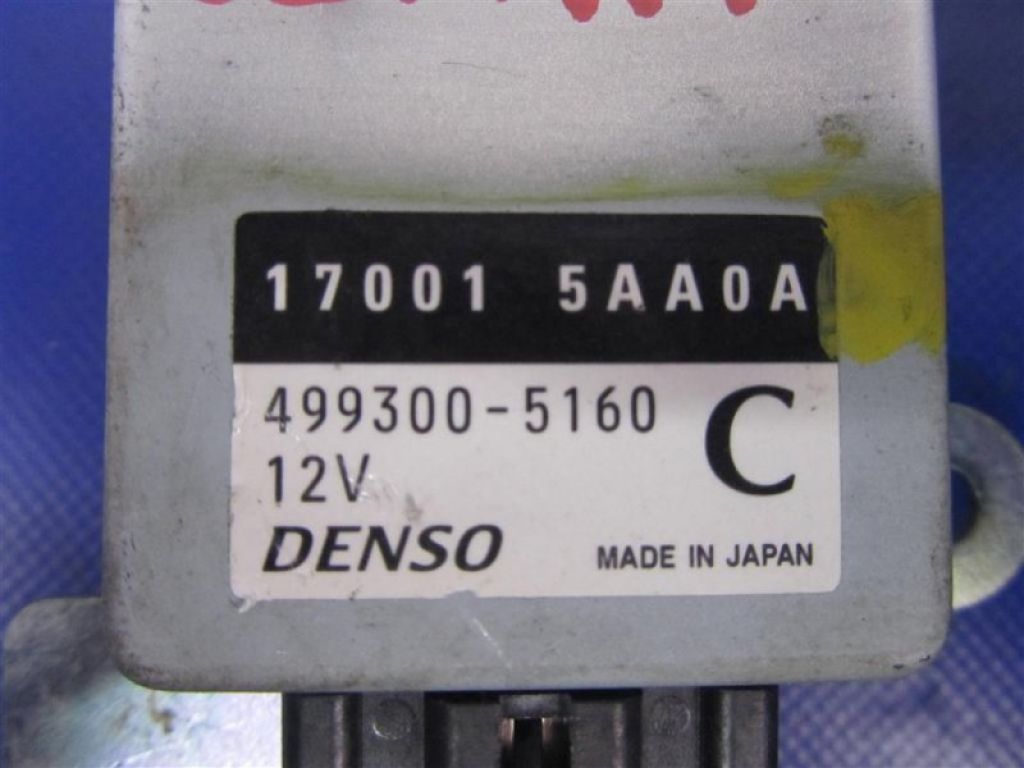 17001 5AA0A
499300-5160
C
12V
DENSO
MADE IN JAPAN